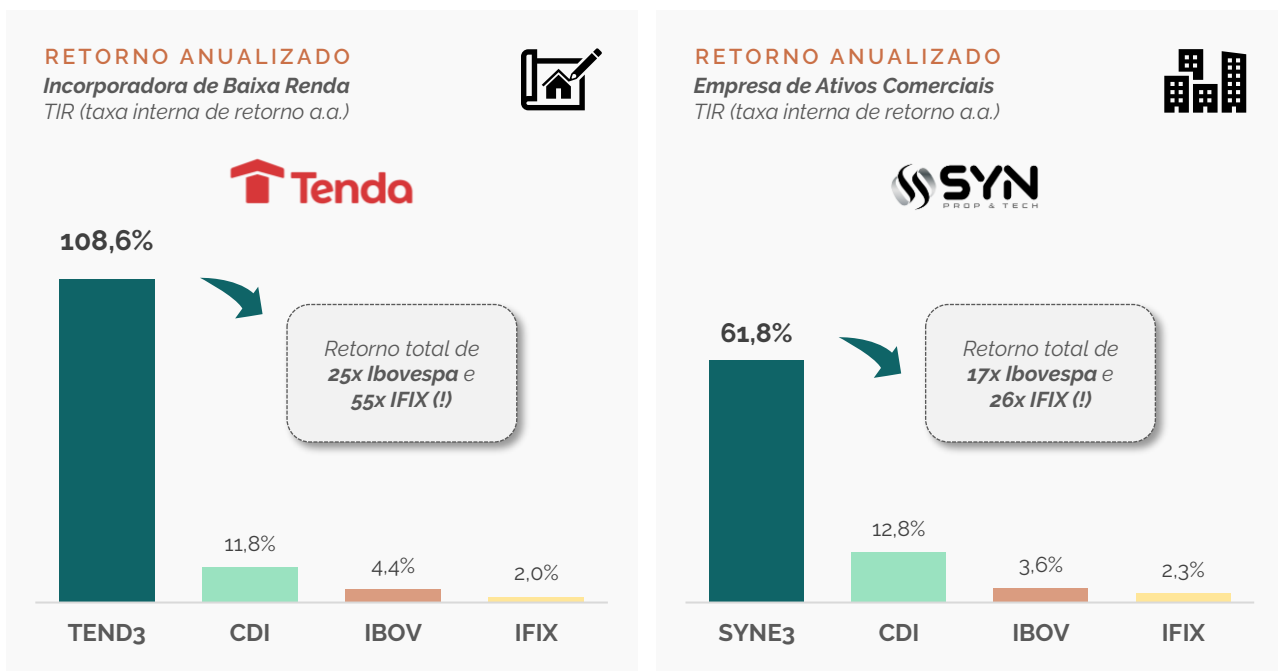 RETORNO ANUALIZADO
Incorporadora de Baixa Renda
TIR (taxa interna de retorno a.a.)
Tenda
108,6%
Retorno total de
25x Ibovespa e
55x IFIX (!)
11,8%
4,4%
2,0%
TEND3
CDI
IBOV
IFIX
RETORNO ANUALIZADO
Empresa de Ativos Comerciais
TIR (taxa interna de retorno a.a.)
SYN
PROP & TECH
61,8%
Retorno total de
17x Ibovespa e
26x IFIX (!)
12,8%
3,6%
2,3%
SYNE3
CDI
IBOV
IFIX